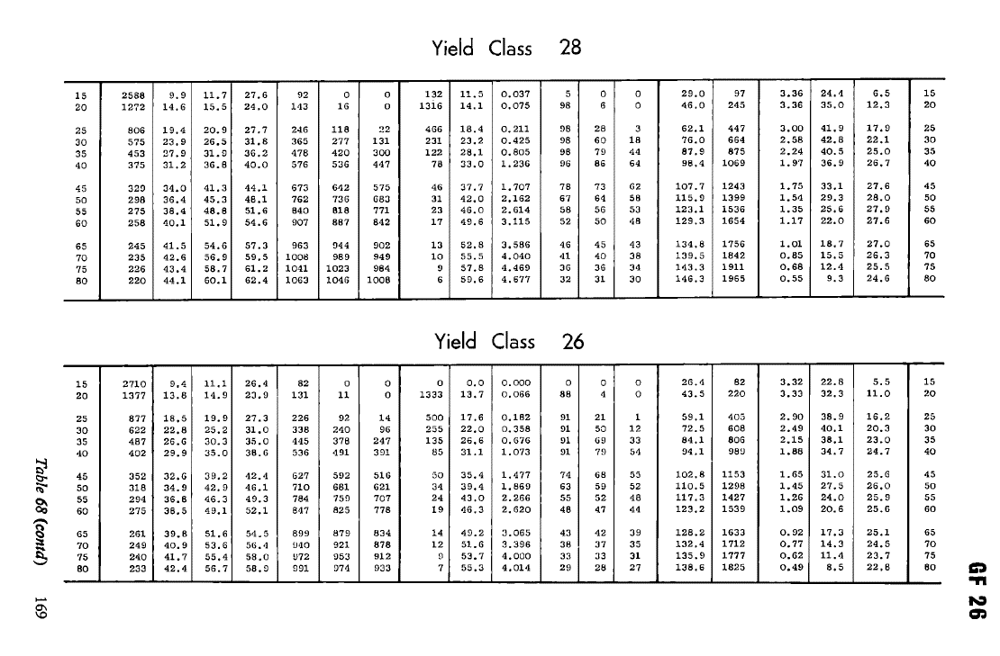 Yield Class 28
15 2588 9.9 11.7 27.6 92 0 0 132 11.5 0.037 5 0 0 29.0 97 3.36 24.4 6.5 15
20 1272 14.6 15.5 24.0 143 16 0 1316 14.1 0.075 98 6 0 46.0 245 3.36 35.0 12.3 20
25 806 19.4 20.9 27.7 246 118 22 466 18.4 0.211 98 28 3 62.1 447 3.00 41.9 17.9 25
30 575 23.9 26.5 31.8 365 277 131 231 23.2 0.425 98 60 18 76.0 664 2.58 42.8 22.1 30
35 453 27.9 31.9 36.2 478 420 300 122 28.1 0.805 98 79 44 87.9 875 2.24 40.5 25.0 35
40 375 31.2 36.8 40.0 576 536 447 78 33.0 1.236 96 86 64 98.4 1069 1.97 36.9 26.7 40
45 329 34.0 41.3 44.1 673 642 575 46 37.7 1.707 78 73 62 107.7 1243 1.75 33.1 27.6 45
50 298 36.4 45.3 48.1 762 736 683 31 42.0 2.162 67 64 58 115.9 1399 1.54 29.3 28.0 50
55 275 38.4 48.8 51.6 840 818 771 23 46.0 2.614 58 56 53 123.1 1536 1.35 25.6 27.9 55
60 258 40.1 51.9 54.6 907 887 842 17 49.6 3.115 52 50 48 129.3 1654 1.17 22.0 27.6 60
65 245 41.5 54.6 57.3 963 944 902 13 52.8 3.586 46 45 43 134.8 1756 1.01 18.7 27.0 65
70 235 42.6 56.9 59.5 1008 989 949 10 55.5 4.040 41 40 38 139.5 1842 0.85 15.5 26.3 70
75 226 43.4 58.7 61.2 1041 1023 984 9 57.8 4.469 36 36 34 143.3 1911 0.68 12.4 25.5 75
80 220 44.1 60.1 62.4 1063 1046 1008 6 59.6 4.677 32 31 30 146.3 1965 0.55 9.3 24.6 80
Yield Class 26
15 2710 9.4 11.1 26.4 82 0 0 0 0.0 0.000 0 0 0 26.4 82 3.32 22.8 5.5 15
20 1377 13.8 14.9 23.9 131 11 0 1333 13.7 0.066 88 4 0 43.5 220 3.33 32.3 11.0 20
25 877 18.5 19.9 27.3 226 92 14 500 17.6 0.182 91 21 1 59.1 405 2.90 38.9 16.2 25
30 622 22.8 25.2 31.0 338 240 96 255 22.0 0.358 91 50 12 72.5 608 2.49 40.1 20.3 30
35 487 26.6 30.3 35.0 445 378 247 135 26.6 0.676 91 69 33 84.1 806 2.15 38.1 23.0 35
40 402 29.9 35.0 38.6 536 491 391 85 31.1 1.073 91 79 54 94.1 989 1.88 34.7 24.7 40
45 352 32.6 39.2 42.4 627 592 516 50 35.4 1.477 74 68 55 102.8 1153 1.65 31.0 25.6 45
50 318 34.9 42.9 46.1 710 681 621 34 39.4 1.869 63 59 52 110.5 1298 1.45 27.5 26.0 50
55 294 36.8 46.3 49.3 784 759 707 24 43.0 2.266 55 52 48 117.3 1427 1.26 24.0 25.9 55
60 275 38.5 49.1 52.1 847 825 778 19 46.3 2.620 48 47 44 123.2 1539 1.09 20.6 25.6 60
65 261 39.8 51.6 54.5 899 879 834 14 49.2 3.065 43 42 39 128.2 1633 0.92 17.3 25.1 65
70 249 40.9 53.6 56.4 940 921 878 12 51.6 3.396 38 37 35 132.4 1712 0.77 14.3 24.5 70
75 240 41.7 55.4 58.0 972 953 912 9 53.7 4.000 33 33 31 135.9 1777 0.62 11.4 23.7 75
80 233 42.4 56.7 58.9 991 974 933 7 55.3 4.014 29 28 27 138.6 1825 0.49 8.5 22.8 80
Table 68 (contd) 169
GF 26